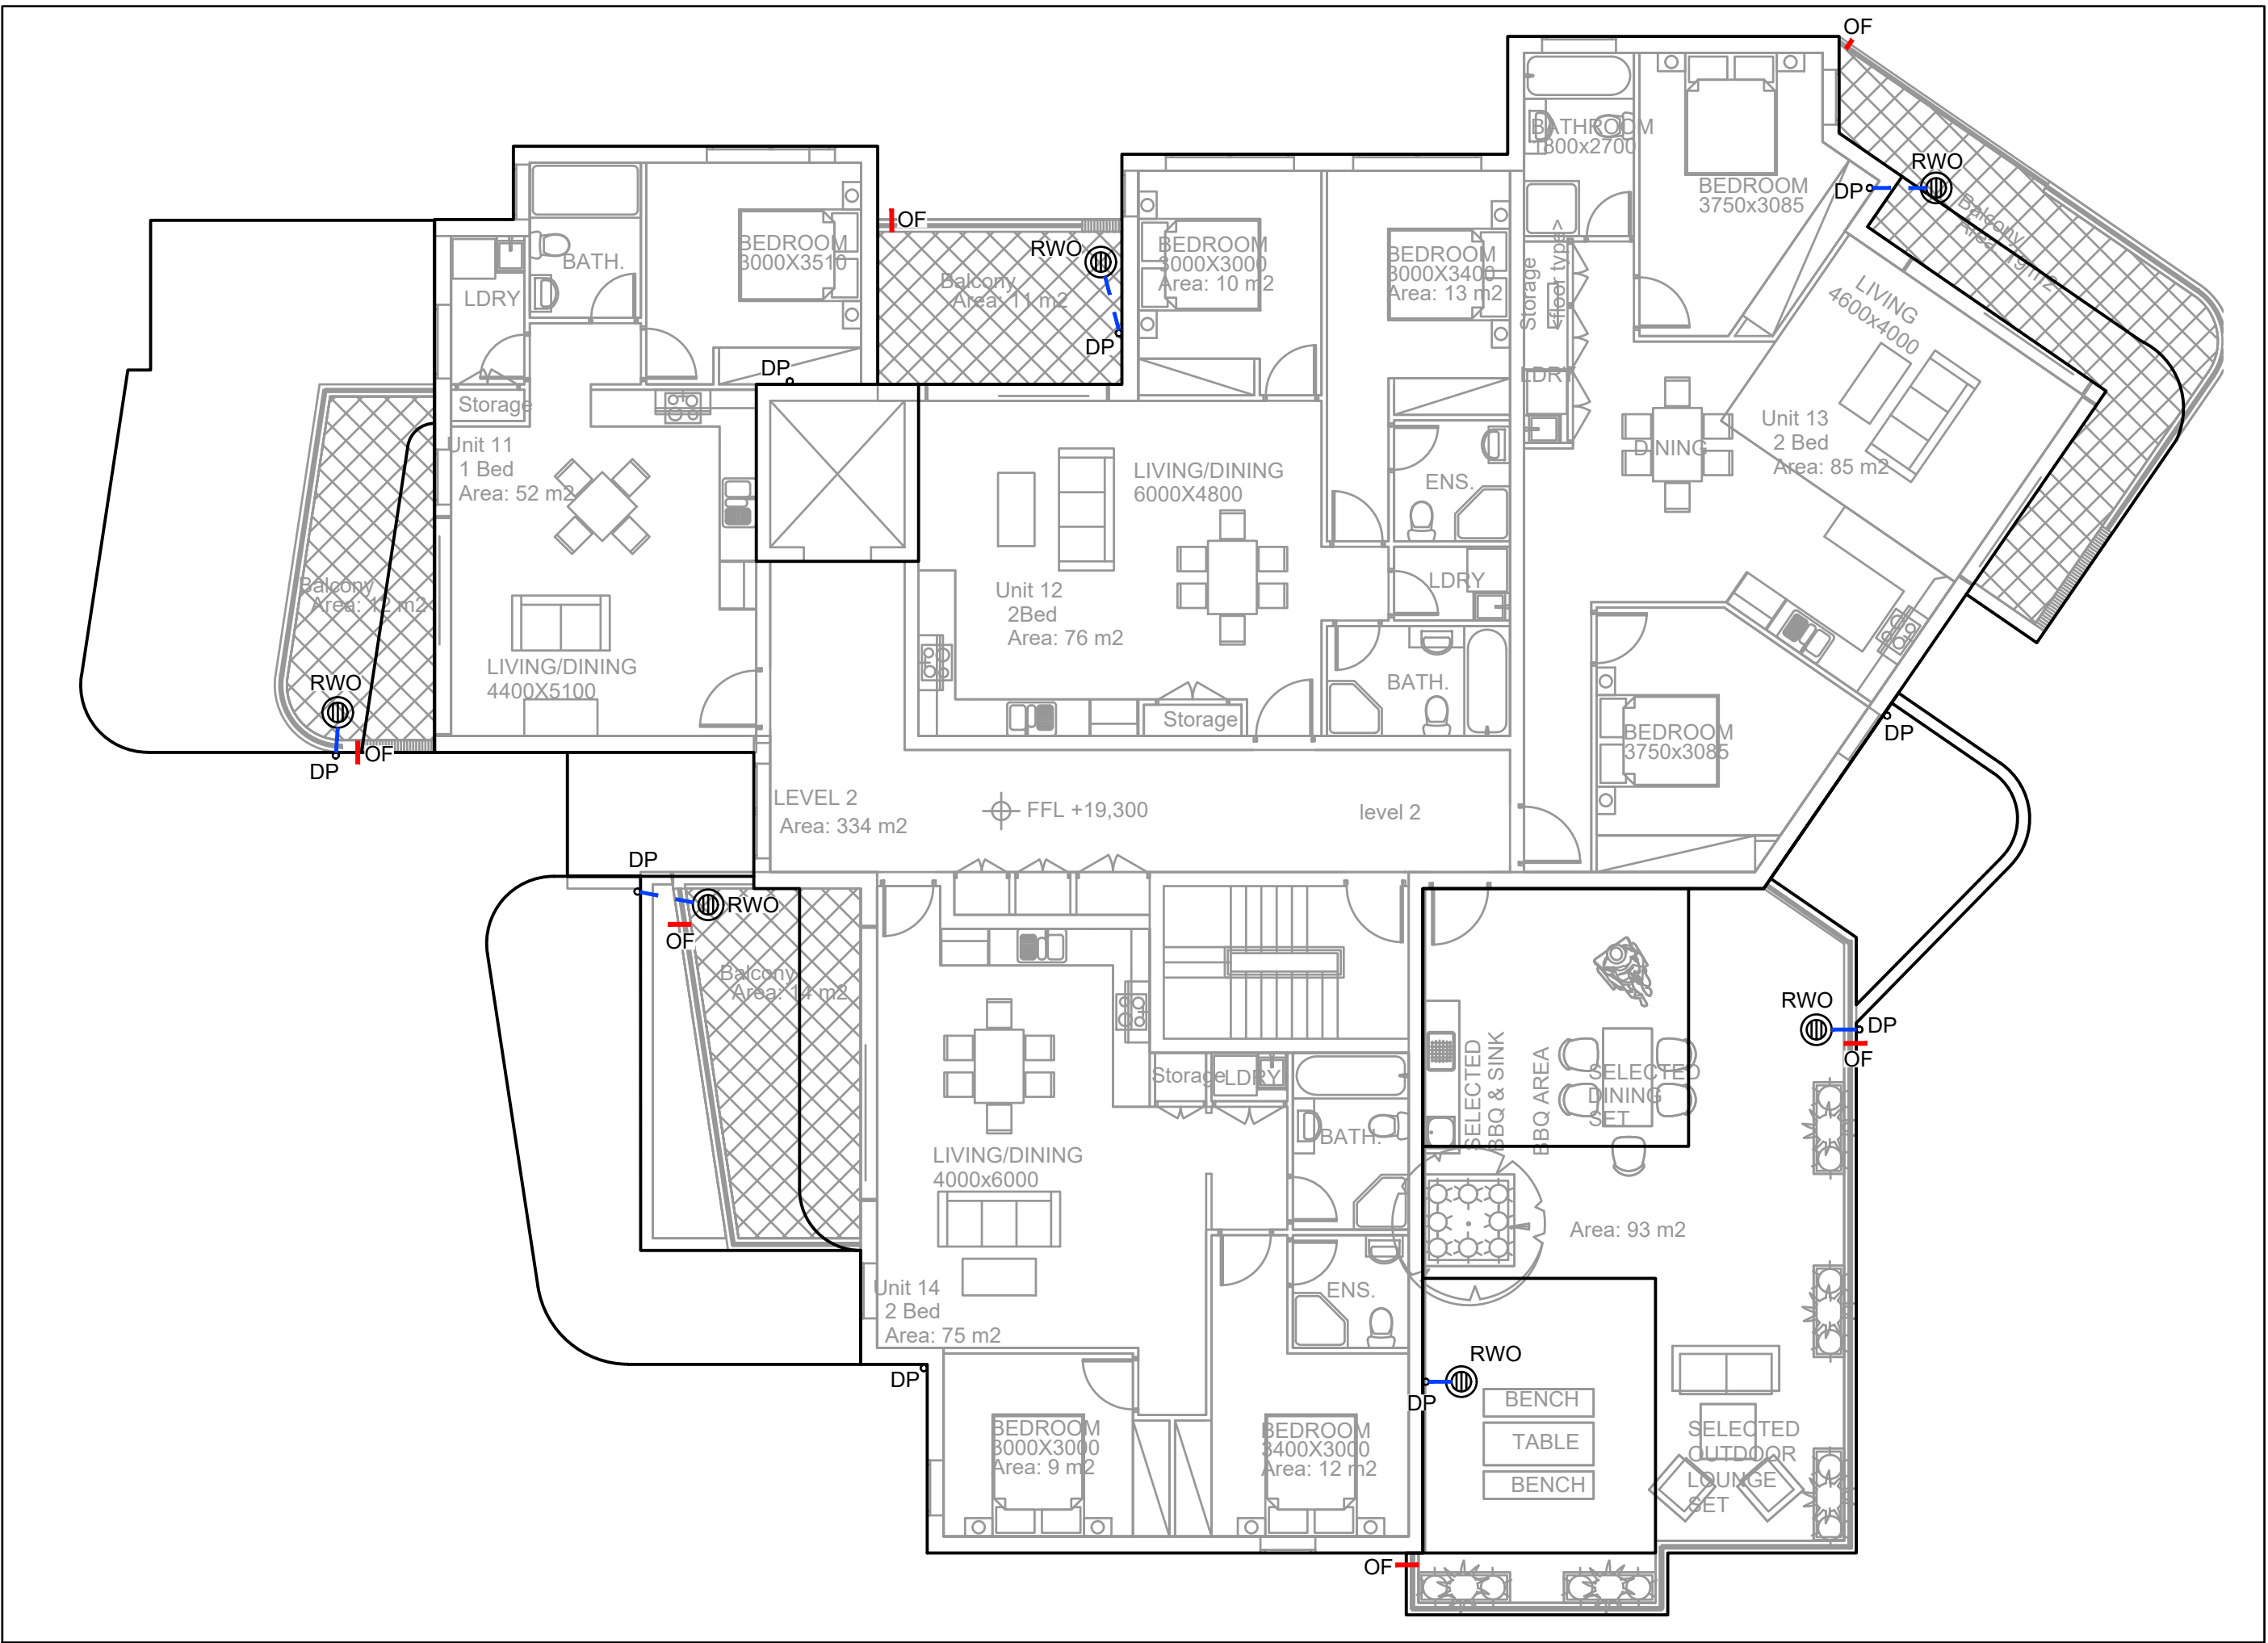 OF
BATHROOM
1800x2700
BEDROOM
3750x3085
RWO
DP
Balcony
Area: 19 m2
OF
RWO
Balcony
Area: 11 m2
DP
BEDROOM
3000X3510
BATH.
LDRY
DP
Storage
BEDROOM
3000X3000
Area: 10 m2
BEDROOM
3000X3400
Area: 13 m2
Storage
<floor type>
LDRY
LIVING
4600x4000
Unit 11
1 Bed
Area: 52 m2
LIVING/DINING
6000X4800
ENS.
DINING
Unit 13
2 Bed
Area: 85 m2
Balcony
Area: 12 m2
Unit 12
2Bed
Area: 76 m2
LDRY
LIVING/DINING
4400X5100
RWO
DP
OF
Storage
BATH.
BEDROOM
3750x3085
DP
LEVEL 2
Area: 334 m2
FFL +19,300
level 2
DP
RWO
OF
Balcony
Area: 14 m2
RWO
DP
OF
SELECTED
BBQ & SINK
BBQ AREA
SELECTED
DINING
SET
Storage
LDRY
BATH.
LIVING/DINING
4000x6000
Area: 93 m2
Unit 14
2 Bed
Area: 75 m2
ENS.
DP
RWO
DP
BENCH
TABLE
BENCH
BEDROOM
3000X3000
Area: 9 m2
BEDROOM
3400X3000
Area: 12 m2
SELECTED
OUTDOOR
LOUNGE
SET
OF